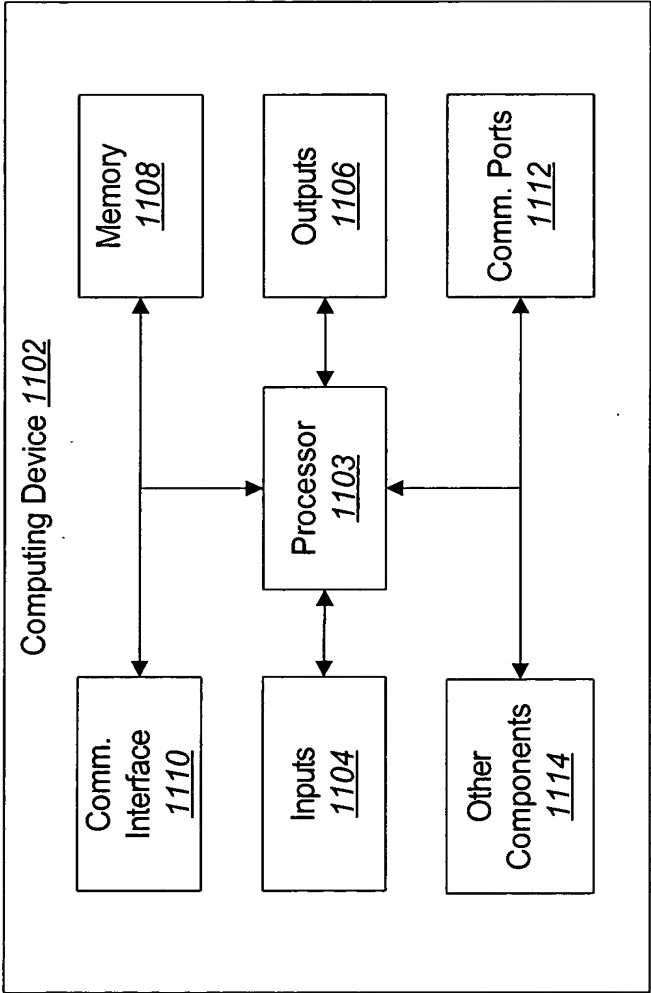 Computing Device 1102
Comm.
Interface
1110
Memory
1108
Inputs
1104
Processor
1103
Outputs
1106
Other
Components
1114
Comm. Ports
1112